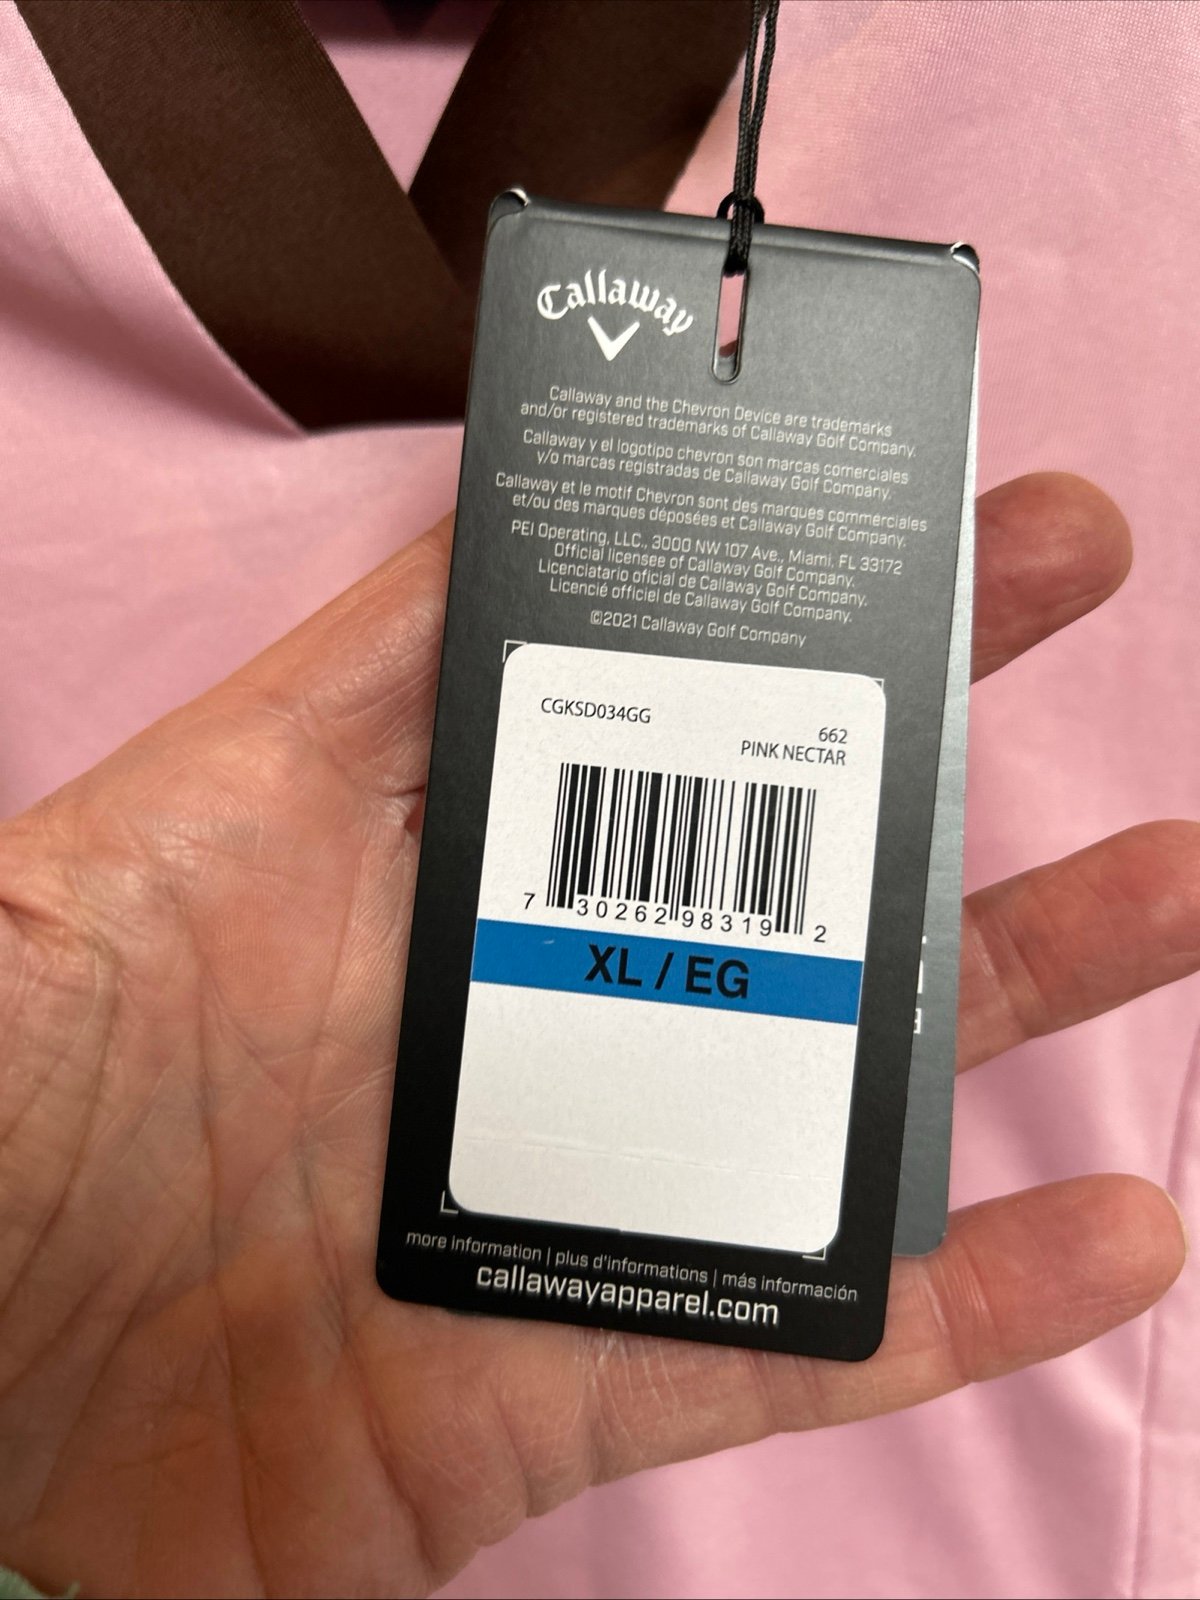 Callaway
Callaway and the Chevron Device are trademarks
and/or registered trademarks of Callaway Golf Company.
Callaway y el logotipo chevron son marcas comerciales
y/o marcas registradas de Callaway Golf Company.
Callaway et le motif Chevron sont des marques commerciales
et/ou des marques déposées et Callaway Golf Company.
PEI Operating, LLC., 3000 NW 107 Ave., Miami, FL 33172
Official licensee of Callaway Golf Company.
Licenciatario oficial de Callaway Golf Company.
Licencié officiel de Callaway Golf Company.
©2021 Callaway Golf Company
CGKSD034GG
662
PINK NECTAR
7 30262 98319 2
XL / EG
more information | plus d'informations | más información
callawayapparel.com